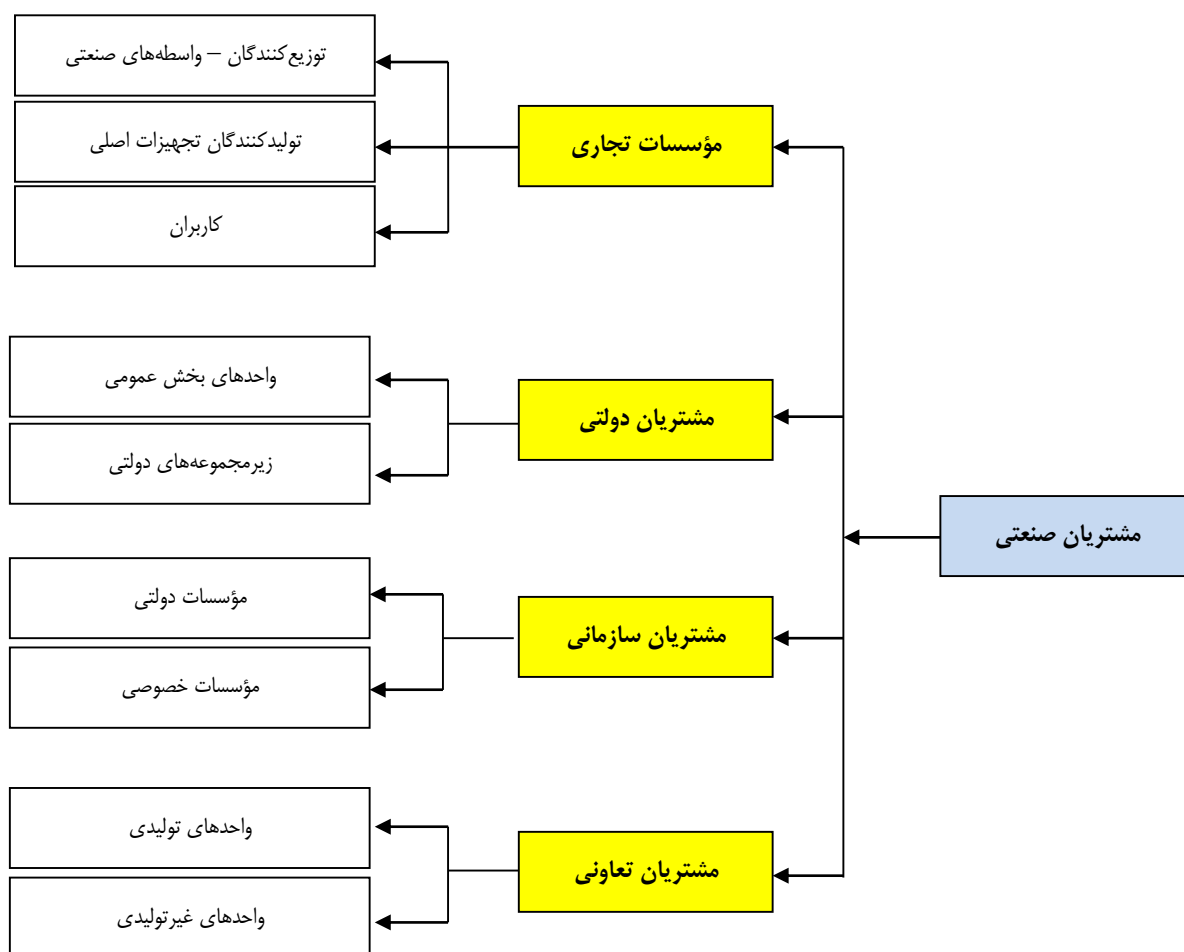 مشتریان صنعتی
مؤسسات تجاری
توزیع‌کنندگان – واسطه‌های صنعتی
تولیدکنندگان تجهیزات اصلی
کاربران
مشتریان دولتی
واحدهای بخش عمومی
زیرمجموعه‌های دولتی
مشتریان سازمانی
مؤسسات دولتی
مؤسسات خصوصی
مشتریان تعاونی
واحدهای تولیدی
واحدهای غیرتولیدی